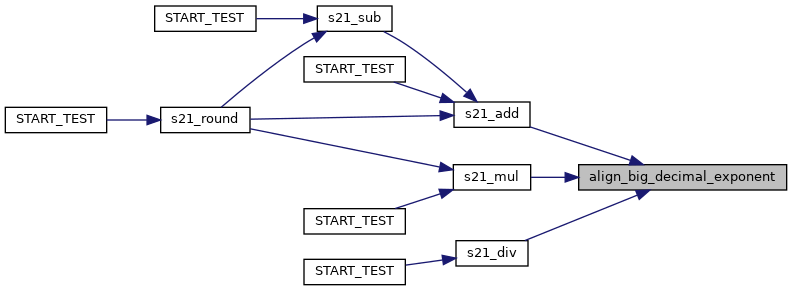 START_TEST
s21_sub
START_TEST
s21_add
START_TEST
s21_round
align_big_decimal_exponent
s21_mul
START_TEST
s21_div
START_TEST